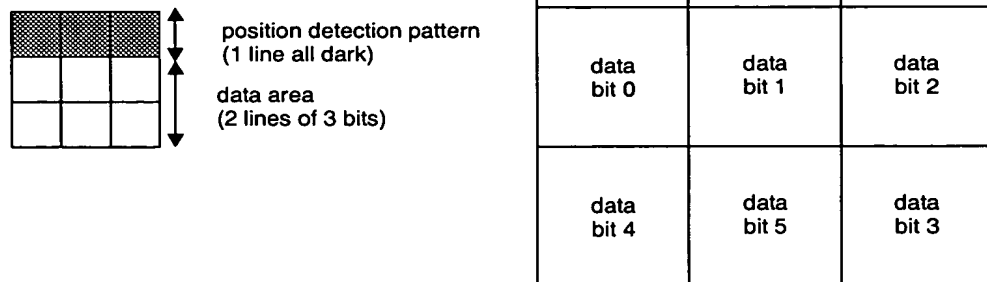 position detection pattern
(1 line all dark)
data area
(2 lines of 3 bits)
data
bit 0
data
bit 1
data
bit 2
data
bit 4
data
bit 5
data
bit 3